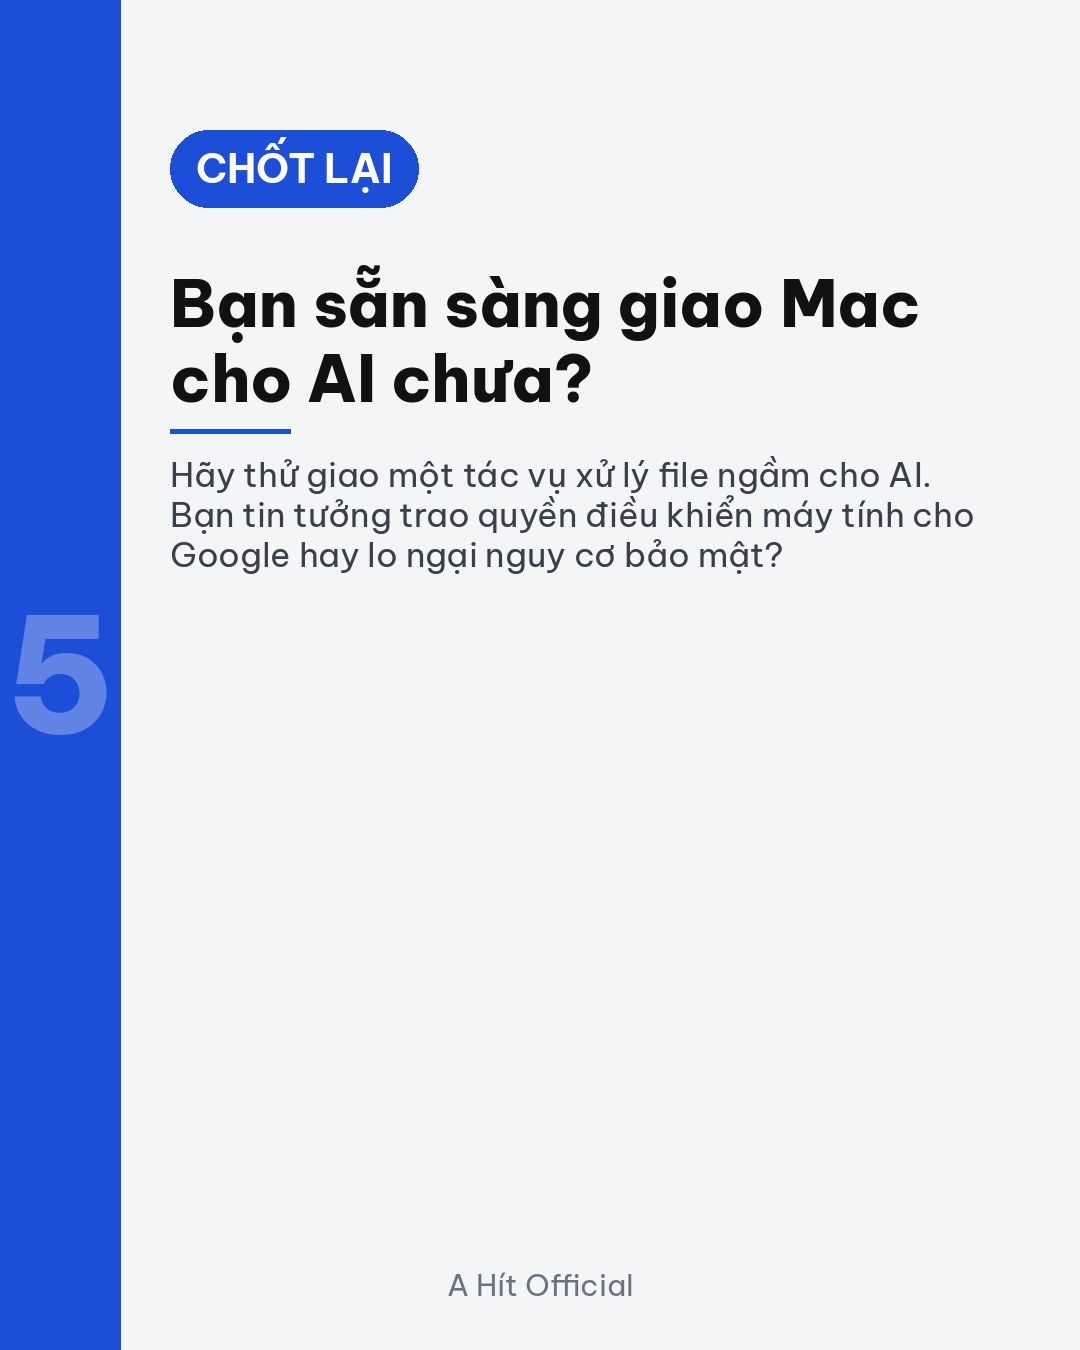 CHỐT LẠI
Bạn sẵn sàng giao Mac
cho AI chưa?
Hãy thử giao một tác vụ xử lý file ngầm cho AI.
Bạn tin tưởng trao quyền điều khiển máy tính cho
Google hay lo ngại nguy cơ bảo mật?
5
A Hít Official